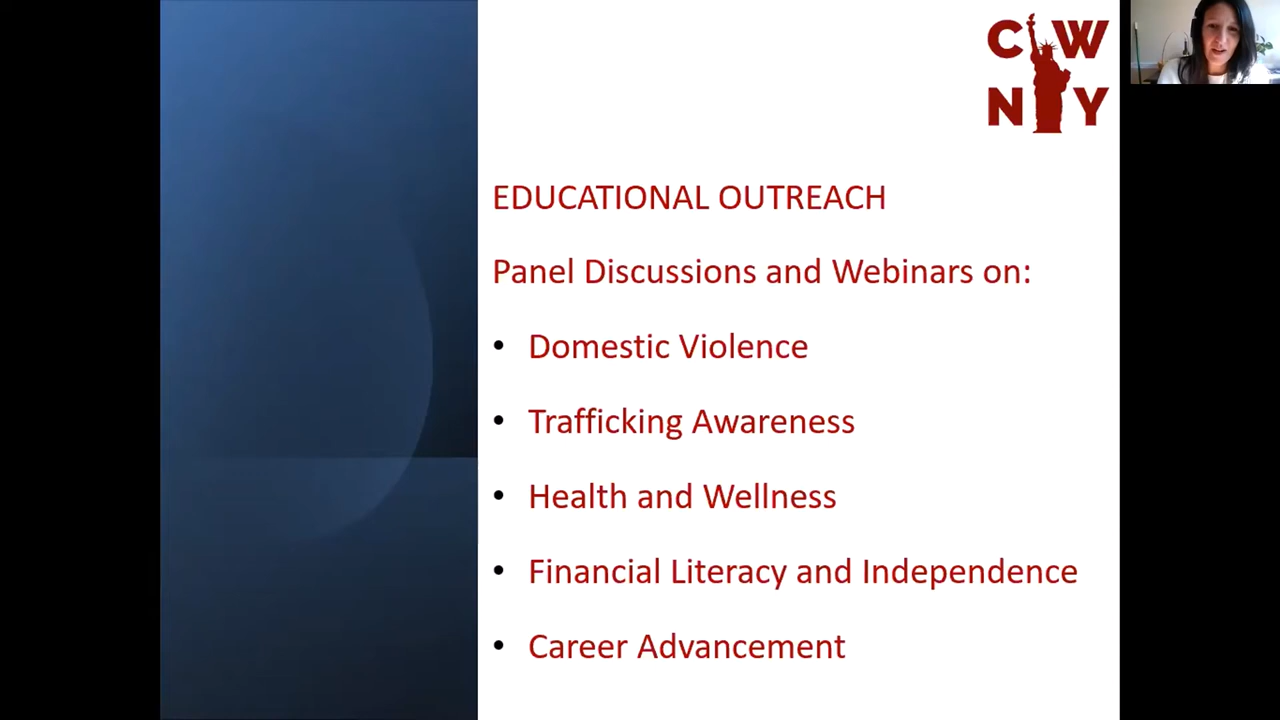 C W
N Y
EDUCATIONAL OUTREACH
Panel Discussions and Webinars on:
• Domestic Violence
• Trafficking Awareness
• Health and Wellness
• Financial Literacy and Independence
• Career Advancement